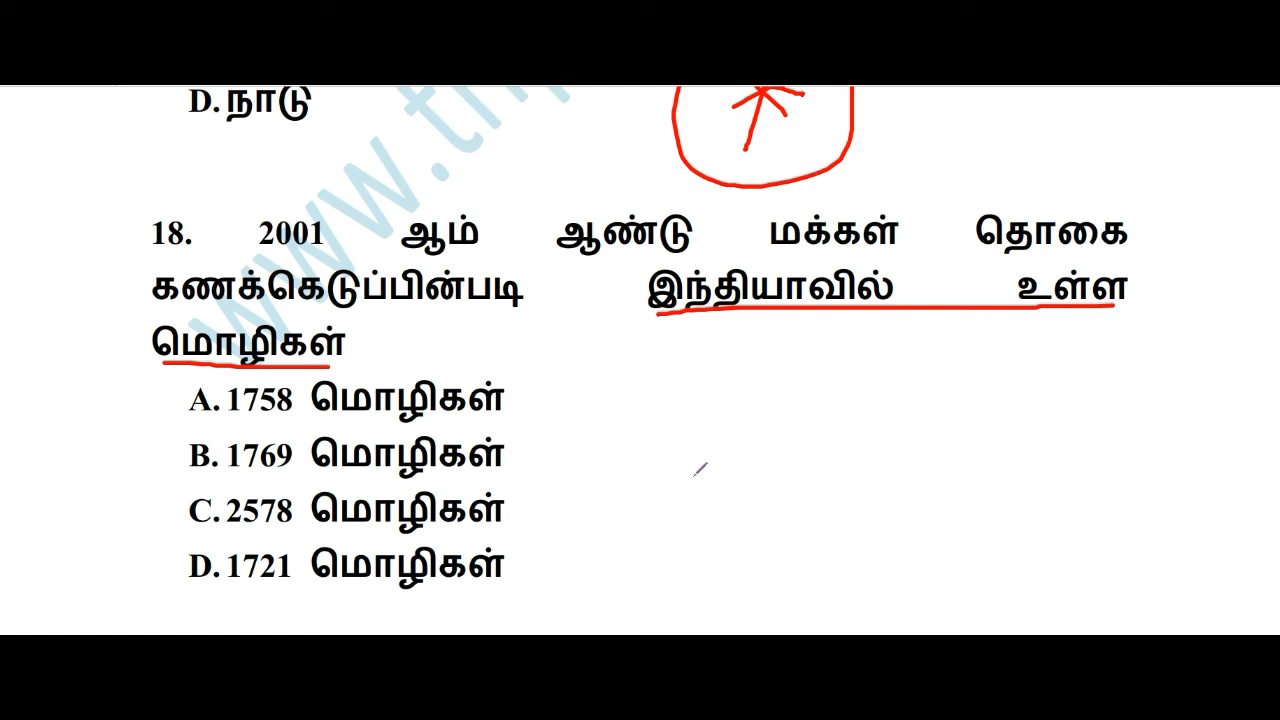 D. நாடு
18. 2001 ஆம் ஆண்டு மக்கள் தொகை
கணக்கெடுப்பின்படி இந்தியாவில் உள்ள
மொழிகள்
A. 1758 மொழிகள்
B. 1769 மொழிகள்
C. 2578 மொழிகள்
D. 1721 மொழிகள்